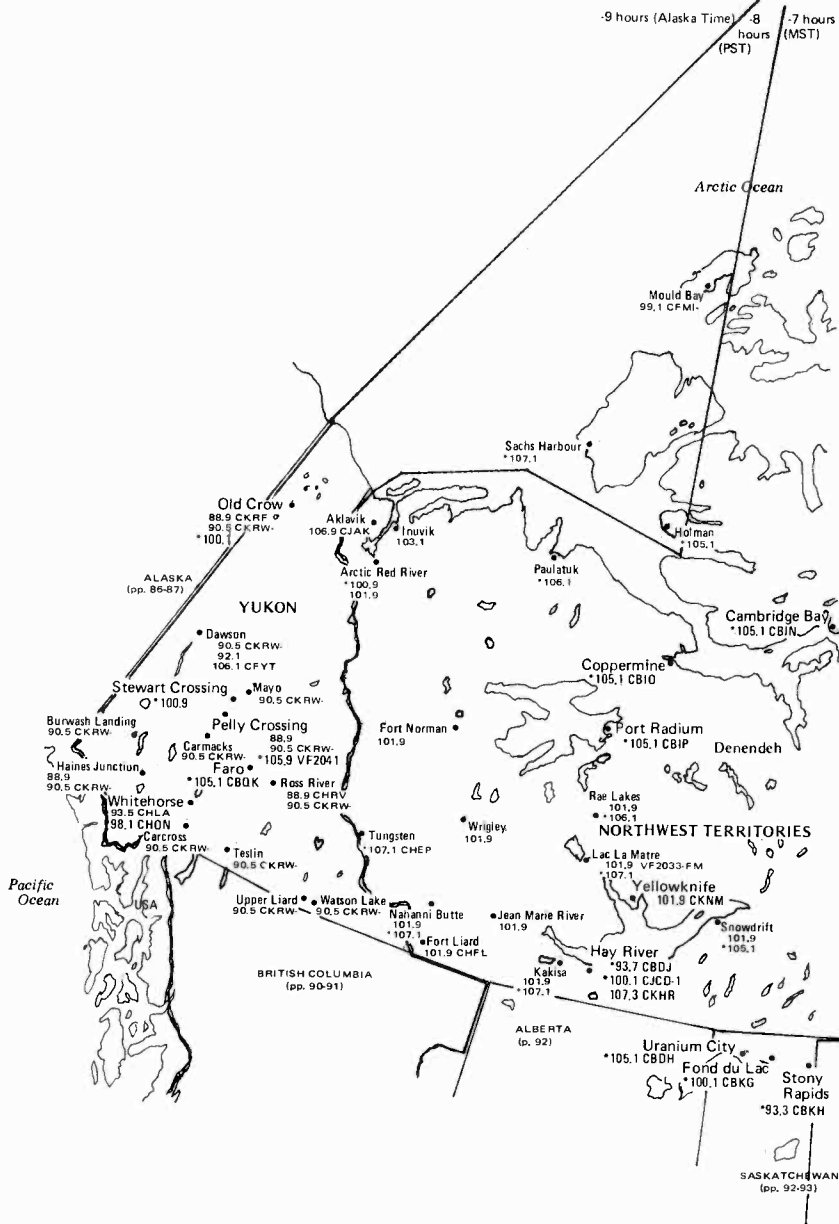 -9 hours (Alaska Time)
-8
hours
(PST)
-7 hours
(MST)
Arctic Ocean
Mould Bay
99.1 CFMI-
Sachs Harbour
*107.1
Old Crow
88.9 CKRF
90.5 CKRW-
*100.1
Aklavik
106.9 CJAK
Inuvik
103.1
Holman
*105.1
Arctic Red River
*100.9
101.9
Paulatuk
*106.1
ALASKA
(pp. 86-87)
YUKON
Cambridge Bay
*105.1 CBIN
Dawson
90.5 CKRW-
92.1
106.1 CFYT
Coppermine
*105.1 CBIO
Stewart Crossing
*100.9
Mayo
90.5 CKRW-
Burwash Landing
90.5 CKRW-
Pelly Crossing
88.9
90.5 CKRW-
*105.9 VF2041
Fort Norman
101.9
Port Radium
*105.1 CBIP
Denendeh
Carmacks
90.5 CKRW-
Haines Junction
88.9
90.5 CKRW-
Faro
*105.1 CBQK
Ross River
88.9 CHRV
90.5 CKRW-
Rae Lakes
101.9
*106.1
Whitehorse
93.5 CHLA
98.1 CHON
Carcross
90.5 CKRW-
Tungsten
*107.1 CHEP
Wrigley
101.9
NORTHWEST TERRITORIES
Teslin
90.5 CKRW-
Lac La Matre
101.9 VF2033-FM
*107.1
Pacific
Ocean
USA
Yellowknife
101.9 CKNM
Upper Liard
90.5 CKRW-
Watson Lake
90.5 CKRW-
Nahanni Butte
101.9
*107.1
Jean Marie River
101.9
Snowdrift
101.9
*105.1
Fort Liard
101.9 CHFL
Hay River
*93.7 CBDJ
*100.1 CJCD-1
107.3 CKHR
Kakisa
101.9
*107.1
BRITISH COLUMBIA
(pp. 90-91)
ALBERTA
(p. 92)
Uranium City
*105.1 CBDH
Fond du Lac
*100.1 CBKG
Stony
Rapids
*93.3 CBKH
SASKATCHEWAN
(pp. 92-93)